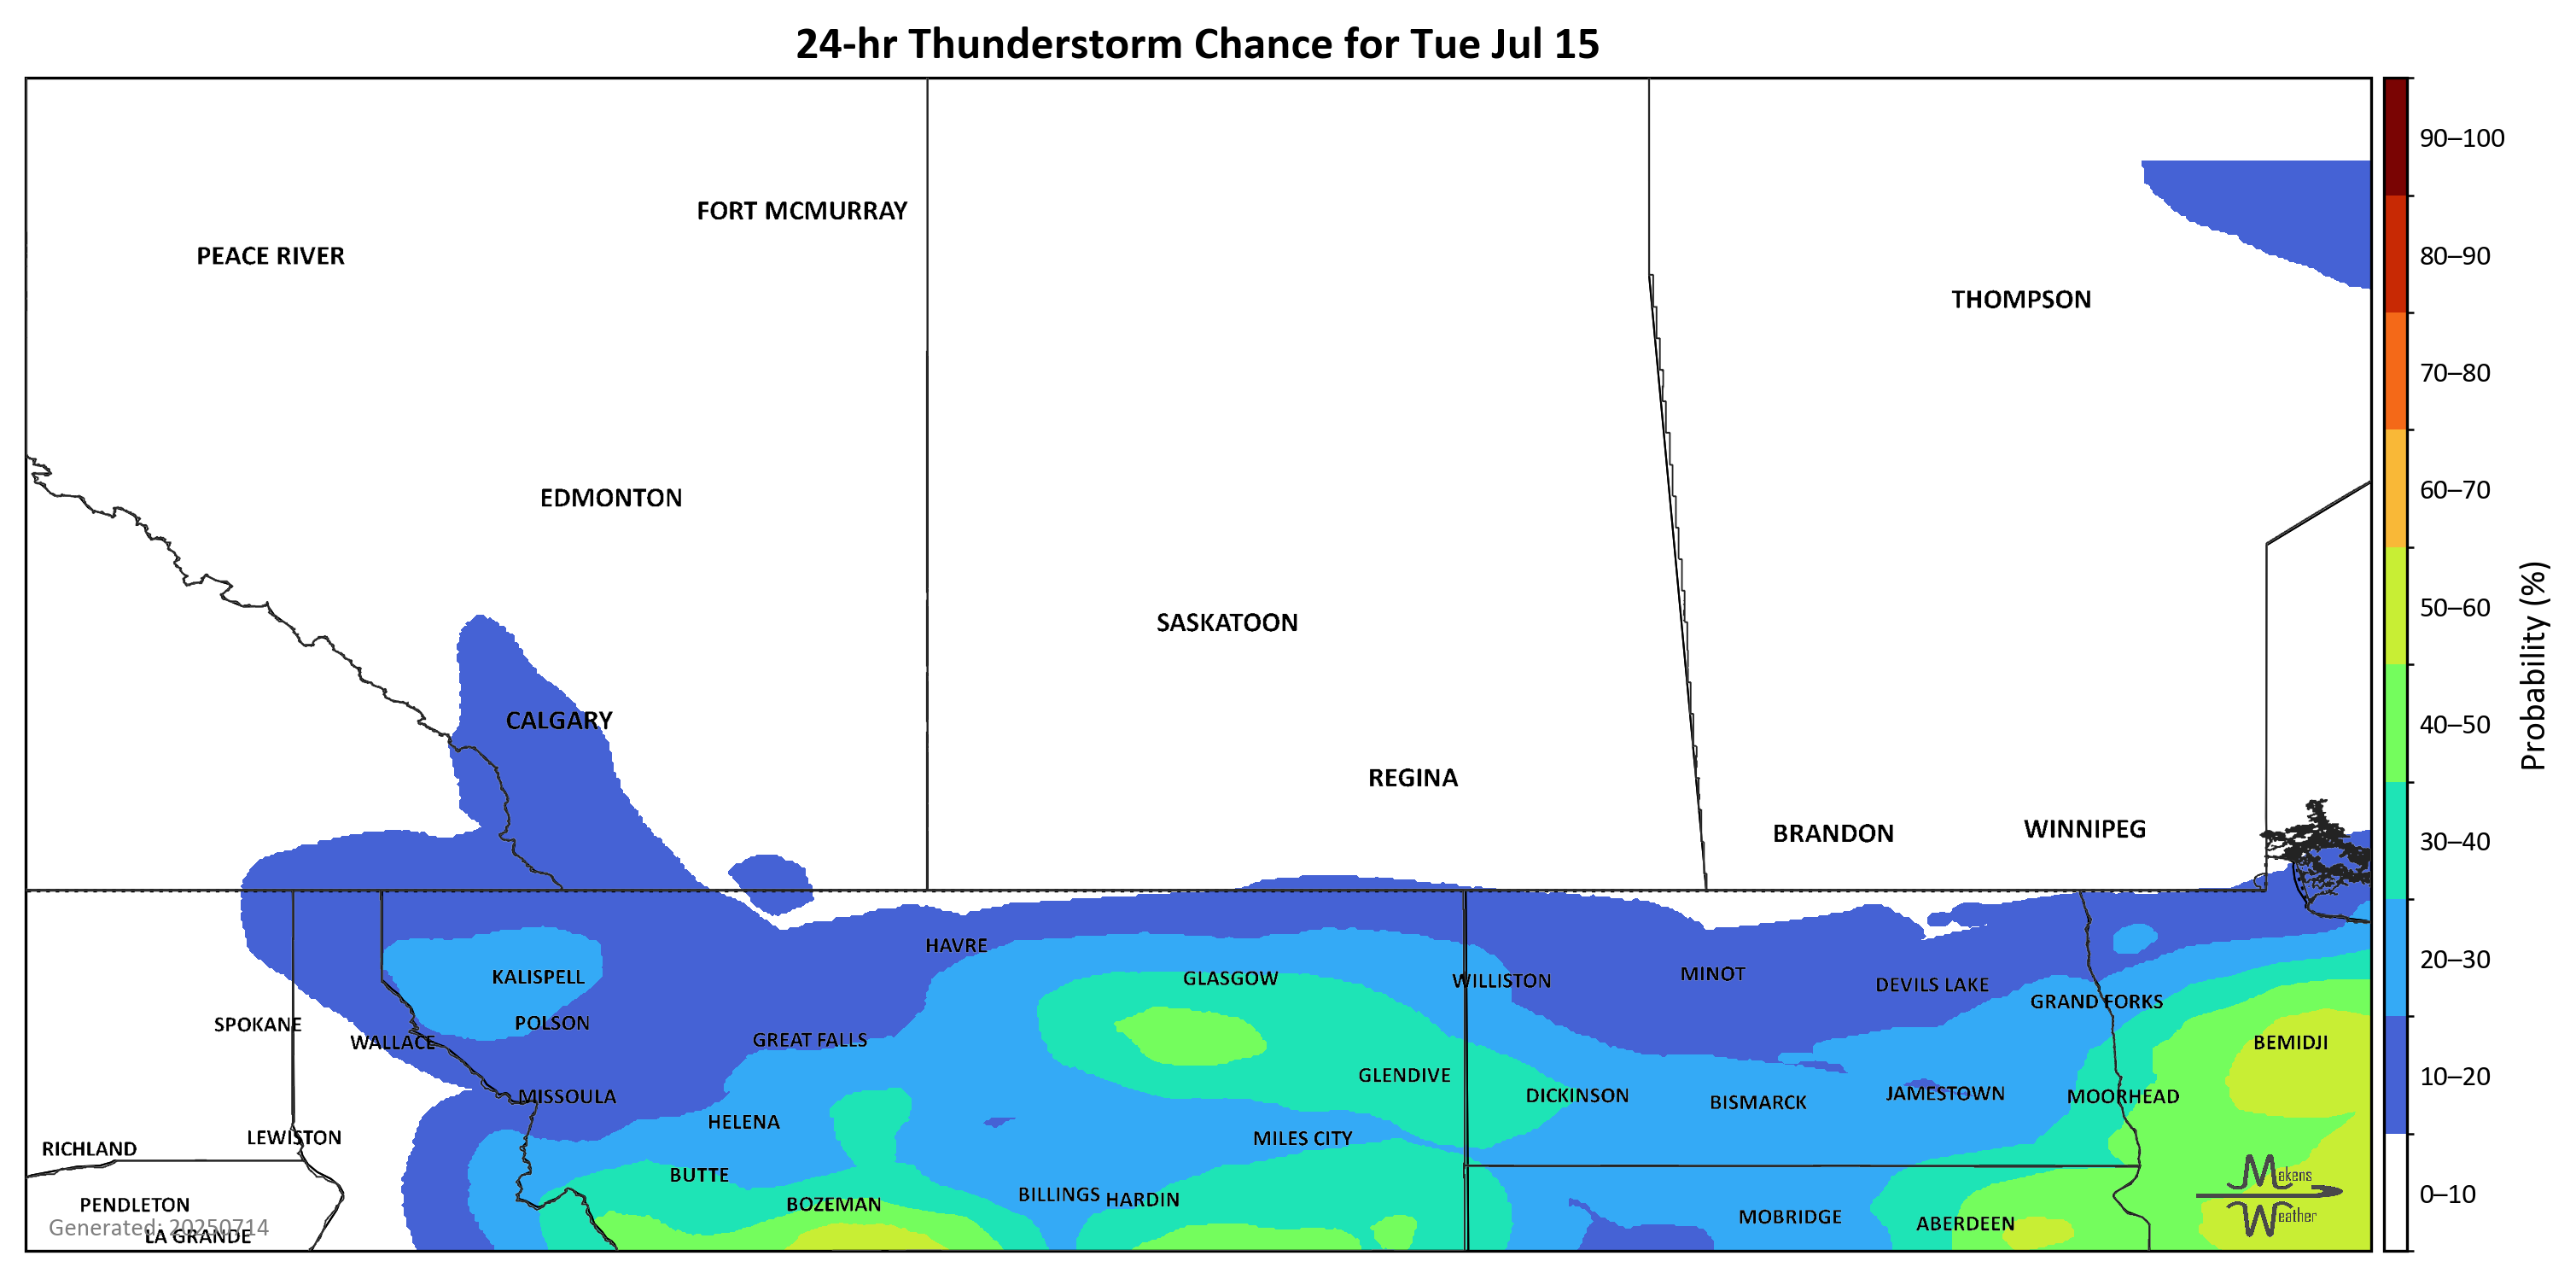 24-hr Thunderstorm Chance for Tue Jul 15
FORT MCMURRAY
PEACE RIVER
THOMPSON
EDMONTON
SASKATOON
CALGARY
REGINA
BRANDON
WINNIPEG
HAVRE
KALISPELL
GLASGOW
WILLISTON
MINOT
DEVILS LAKE
GRAND FORKS
SPOKANE
POLSON
WALLACE
GREAT FALLS
BEMIDJI
GLENDIVE
MISSOULA
DICKINSON
BISMARCK
JAMESTOWN
MOORHEAD
HELENA
LEWISTON
MILES CITY
RICHLAND
BUTTE
BILLINGS
HARDIN
PENDLETON
BOZEMAN
MOBRIDGE
ABERDEEN
Generated: 20250714
LA GRANDE
Makens
Weather
90–100
80–90
70–80
60–70
50–60
40–50
30–40
20–30
10–20
0–10
Probability (%)